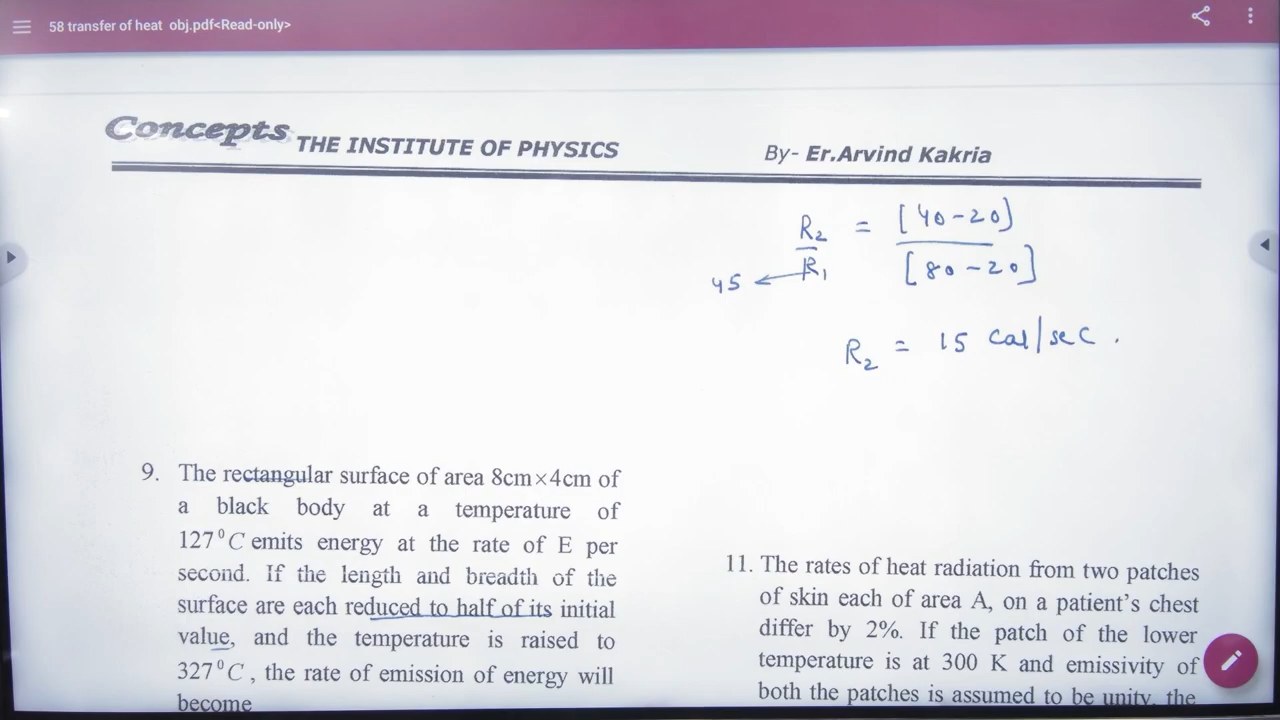 58 transfer of heat obj.pdf<Read-only>
Concepts THE INSTITUTE OF PHYSICS
By- Er.Arvind Kakria
R₂ = [40-20]
R₁ [80-20]
45
R₂ = 15 Cal/sec.
9. The rectangular surface of area 8cm×4cm of
a black body at a temperature of
127⁰C emits energy at the rate of E per
second. If the length and breadth of the
surface are each reduced to half of its initial
value, and the temperature is raised to
327⁰C, the rate of emission of energy will
become
11. The rates of heat radiation from two patches
of skin each of area A, on a patient's chest
differ by 2%. If the patch of the lower
temperature is at 300 K and emissivity of
both the patches is assumed to be unity, the